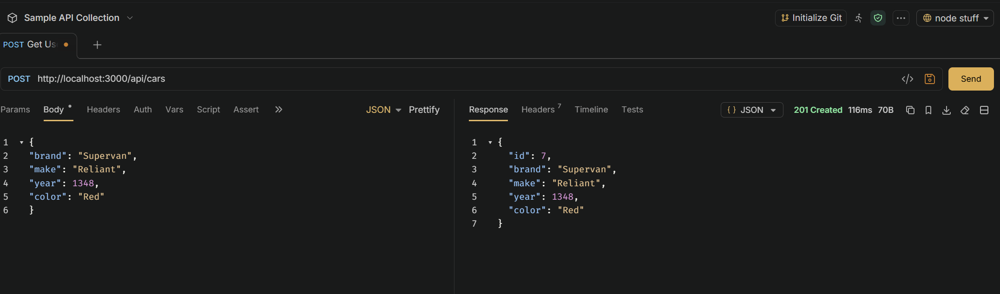 Sample API Collection
Initialize Git
node stuff
POST Get Us
POST http://localhost:3000/api/cars
Send
Params Body Headers Auth Vars Script Assert
JSON Prettify
1 {
2 "brand": "Supervan",
3 "make": "Reliant",
4 "year": 1348,
5 "color": "Red"
6 }
Response Headers 7 Timeline Tests
{ } JSON 201 Created 116ms 70B
1 {
2 "id": 7,
3 "brand": "Supervan",
4 "make": "Reliant",
5 "year": 1348,
6 "color": "Red"
7 }